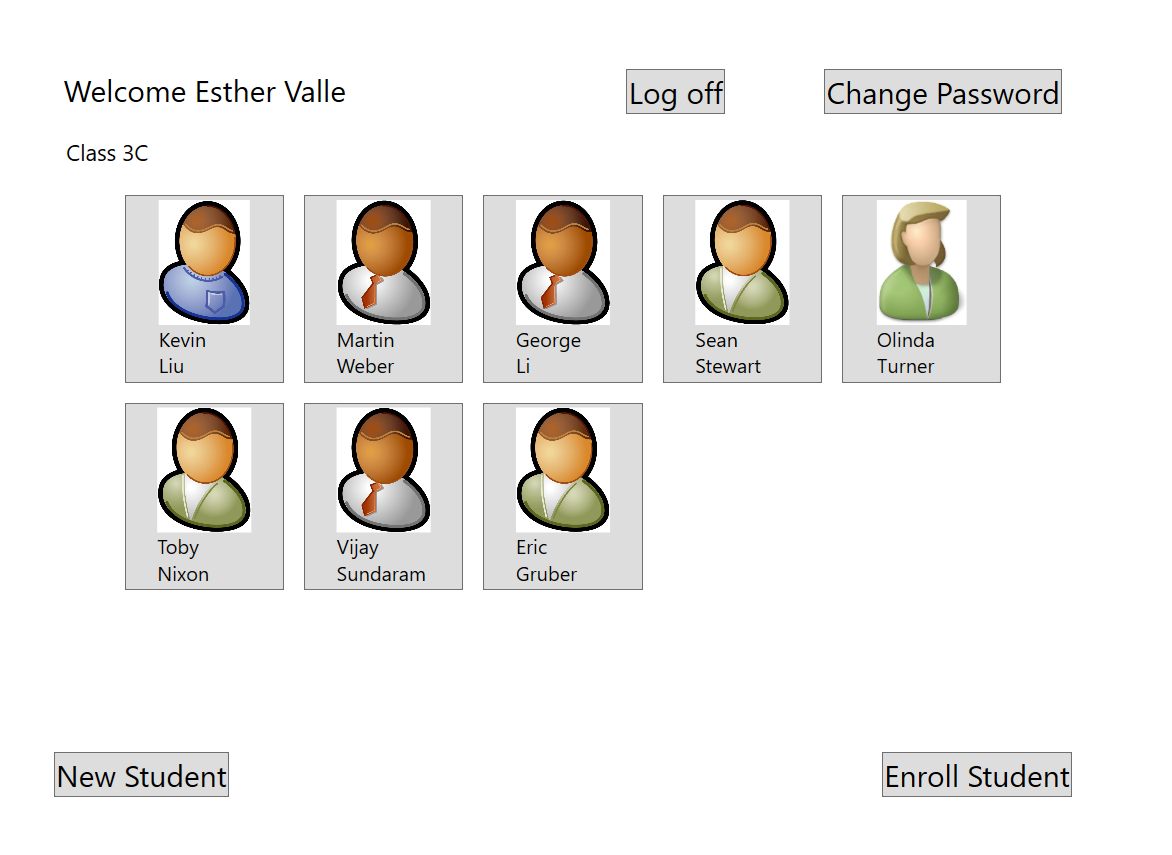 Welcome Esther Valle
Log off
Change Password
Class 3C
Kevin
Liu
Martin
Weber
George
Li
Sean
Stewart
Olinda
Turner
Toby
Nixon
Vijay
Sundaram
Eric
Gruber
New Student
Enroll Student